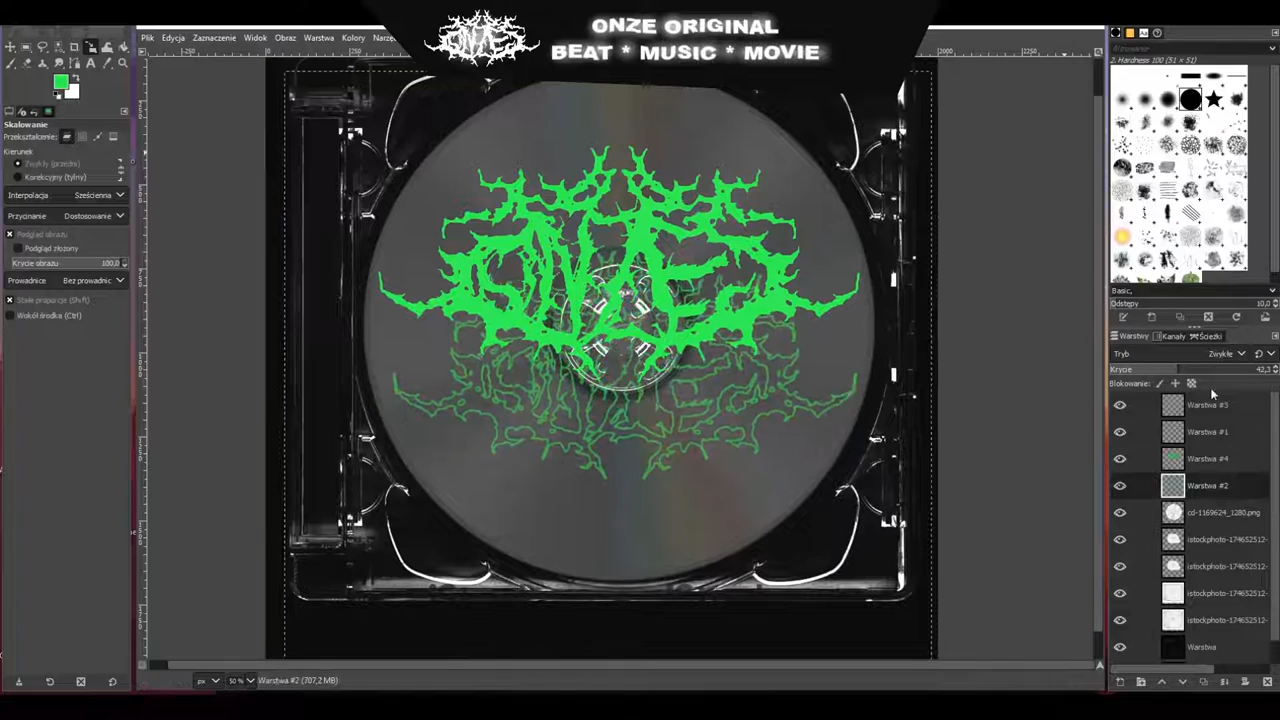 ONZE ORIGINAL
BEAT * MUSIC * MOVIE
Plik Edycja Zaznaczenie Widok Obraz Warstwa Kolory
2. Hardness 100 (51 × 51)
Skalowanie
Przekształcenie:
Kierunek
Zwykły (przedni)
Korekcyjny (tylny)
Interpolacja Sześcienna
Przycinanie Dostosowanie
Podgląd obrazu
Podgląd złożony
Krycie obrazu 100,0
Prowadnice Bez prowadnic
Stałe proporcje (Shift)
Wokół środka (Ctrl)
Basic,
Odstępy 10,0
Warstwy Kanały Ścieżki
Tryb Zwykłe
Krycie 42,3
Blokowanie:
Warstwa #3
Warstwa #1
Warstwa #4
Warstwa #2
cd-1169624_1280.png
istockphoto-174652512-
istockphoto-174652512-
istockphoto-174652512-
istockphoto-174652512-
Warstwa
px 50 % Warstwa #2 (707,2 MB)
ONZE